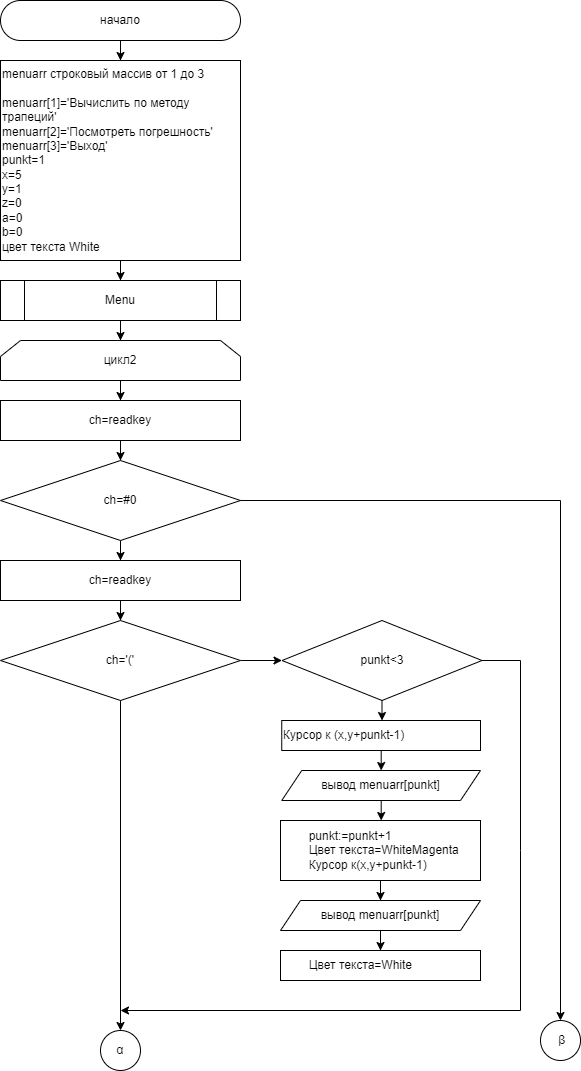 начало
menuarr строковый массив от 1 до 3
menuarr[1]='Вычислить по методу
трапеций'
menuarr[2]='Посмотреть погрешность'
menuarr[3]='Выход'
punkt=1
x=5
y=1
z=0
a=0
b=0
цвет текста White
Menu
цикл2
ch=readkey
ch=#0
ch=readkey
ch='('
punkt<3
Курсор к (x,y+punkt-1)
вывод menuarr[punkt]
punkt:=punkt+1
Цвет текста=WhiteMagenta
Курсор к(x,y+punkt-1)
вывод menuarr[punkt]
Цвет текста=White
α
β